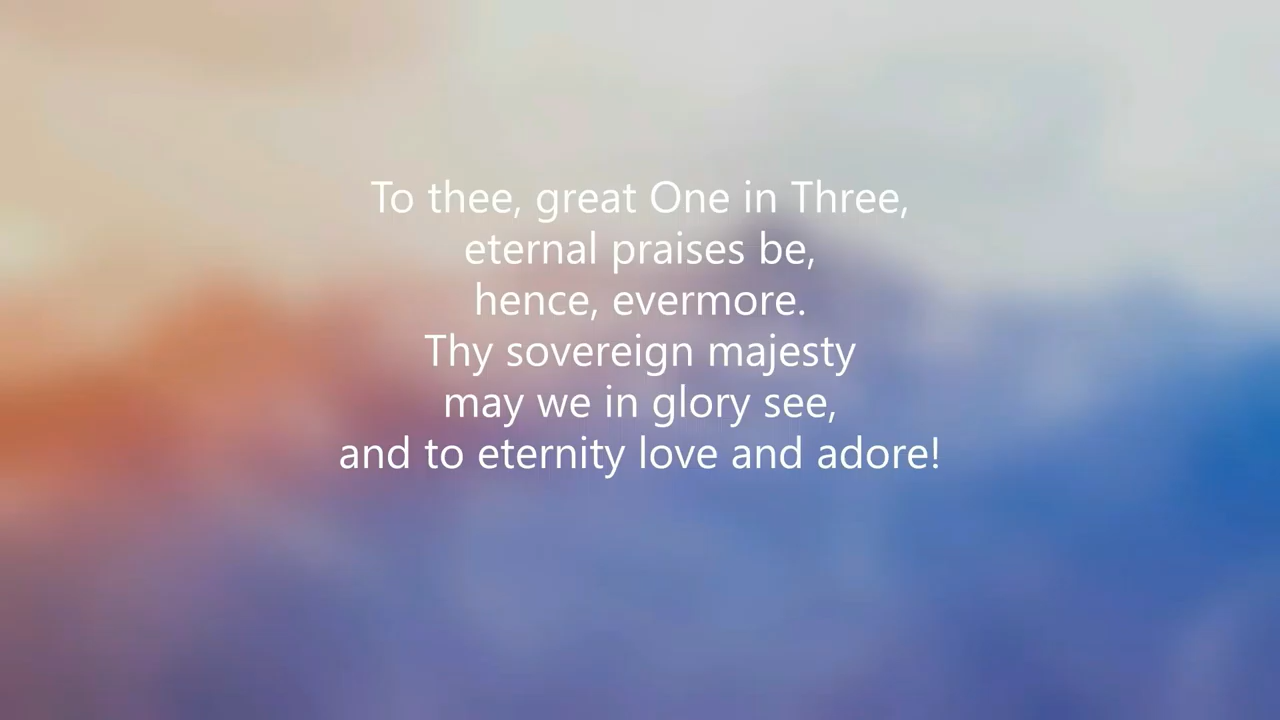 To thee, great One in Three,
eternal praises be,
hence, evermore.
Thy sovereign majesty
may we in glory see,
and to eternity love and adore!